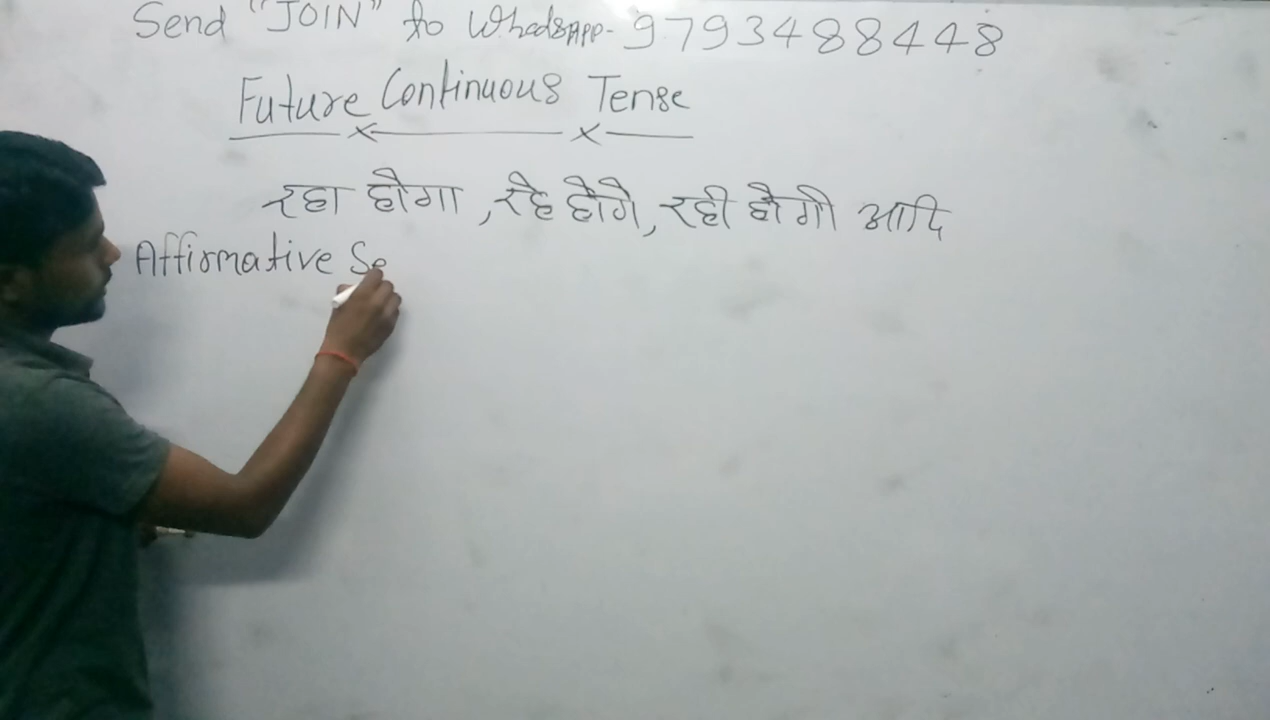 Send "JOIN" to WhatsApp- 9793488448
Future Continuous Tense
रहा होगा, रहे होंगे, रही होगी आदि
Affirmative Se